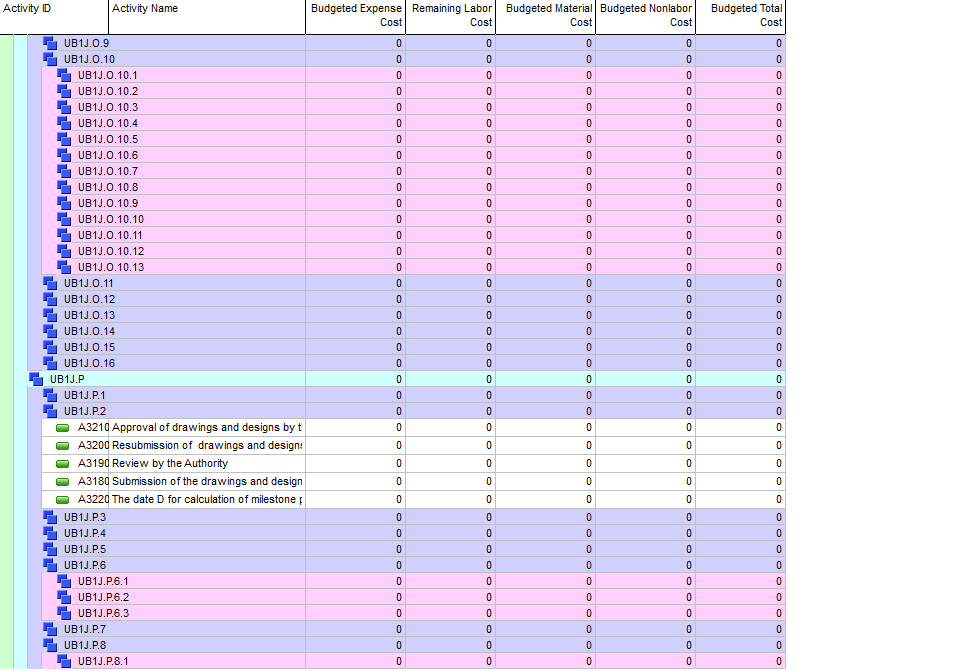 Activity ID Activity Name Budgeted Expense Cost Remaining Labor Cost Budgeted Material Cost Budgeted Nonlabor Cost Budgeted Total Cost
UB1J.O.9 0 0 0 0 0
UB1J.O.10 0 0 0 0 0
UB1J.O.10.1 0 0 0 0 0
UB1J.O.10.2 0 0 0 0 0
UB1J.O.10.3 0 0 0 0 0
UB1J.O.10.4 0 0 0 0 0
UB1J.O.10.5 0 0 0 0 0
UB1J.O.10.6 0 0 0 0 0
UB1J.O.10.7 0 0 0 0 0
UB1J.O.10.8 0 0 0 0 0
UB1J.O.10.9 0 0 0 0 0
UB1J.O.10.10 0 0 0 0 0
UB1J.O.10.11 0 0 0 0 0
UB1J.O.10.12 0 0 0 0 0
UB1J.O.10.13 0 0 0 0 0
UB1J.O.11 0 0 0 0 0
UB1J.O.12 0 0 0 0 0
UB1J.O.13 0 0 0 0 0
UB1J.O.14 0 0 0 0 0
UB1J.O.15 0 0 0 0 0
UB1J.O.16 0 0 0 0 0
UB1J.P 0 0 0 0 0
UB1J.P.1 0 0 0 0 0
UB1J.P.2 0 0 0 0 0
A3210 Approval of drawings and designs by t 0 0 0 0 0
A3200 Resubmission of drawings and designs 0 0 0 0 0
A3190 Review by the Authority 0 0 0 0 0
A3180 Submission of the drawings and design 0 0 0 0 0
A3220 The date D for calculation of milestone p 0 0 0 0 0
UB1J.P.3 0 0 0 0 0
UB1J.P.4 0 0 0 0 0
UB1J.P.5 0 0 0 0 0
UB1J.P.6 0 0 0 0 0
UB1J.P.6.1 0 0 0 0 0
UB1J.P.6.2 0 0 0 0 0
UB1J.P.6.3 0 0 0 0 0
UB1J.P.7 0 0 0 0 0
UB1J.P.8 0 0 0 0 0
UB1J.P.8.1 0 0 0 0 0